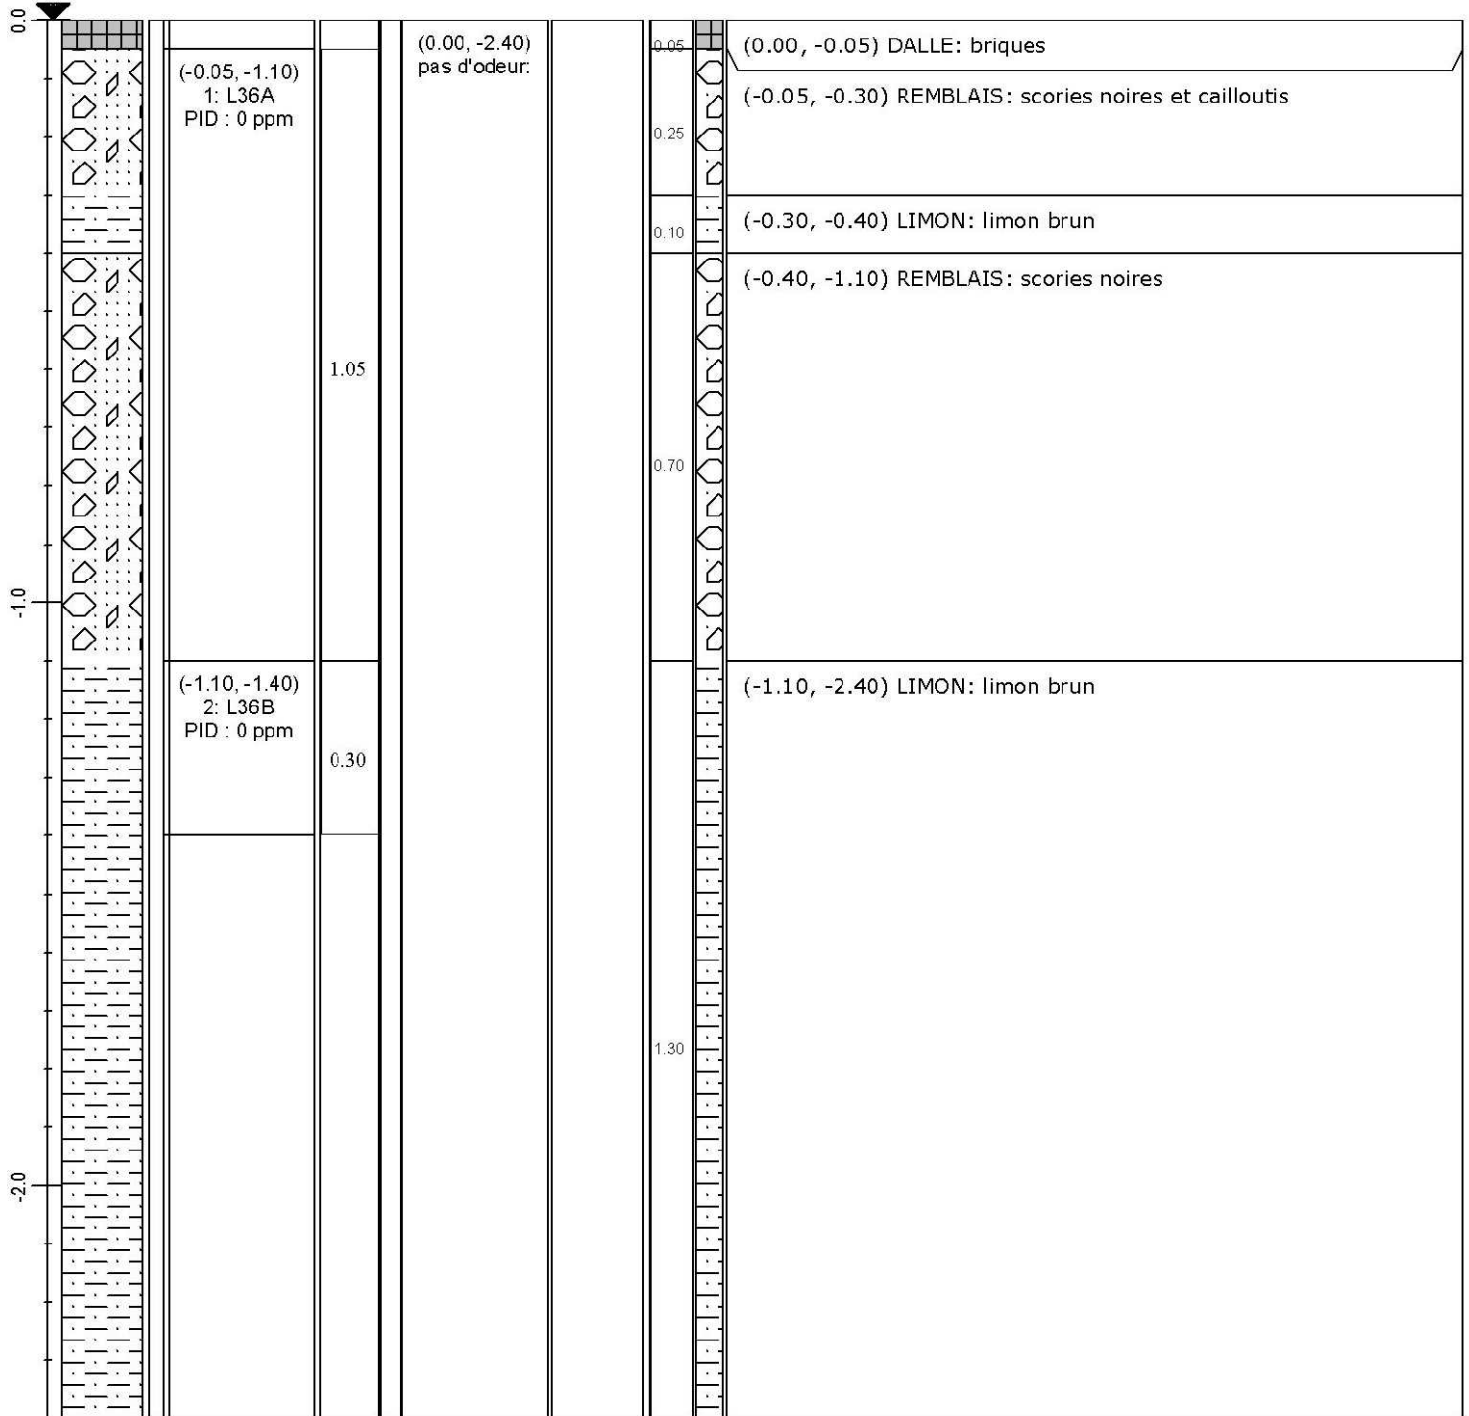 0.0
(-0.05, -1.10)
1: L36A
PID : 0 ppm
1.05
(0.00, -2.40)
pas d'odeur:
0.05
(0.00, -0.05) DALLE: briques
0.25
(-0.05, -0.30) REMBLAIS: scories noires et cailloutis
0.10
(-0.30, -0.40) LIMON: limon brun
0.70
(-0.40, -1.10) REMBLAIS: scories noires
-1.0
(-1.10, -1.40)
2: L36B
PID : 0 ppm
0.30
1.30
(-1.10, -2.40) LIMON: limon brun
-2.0